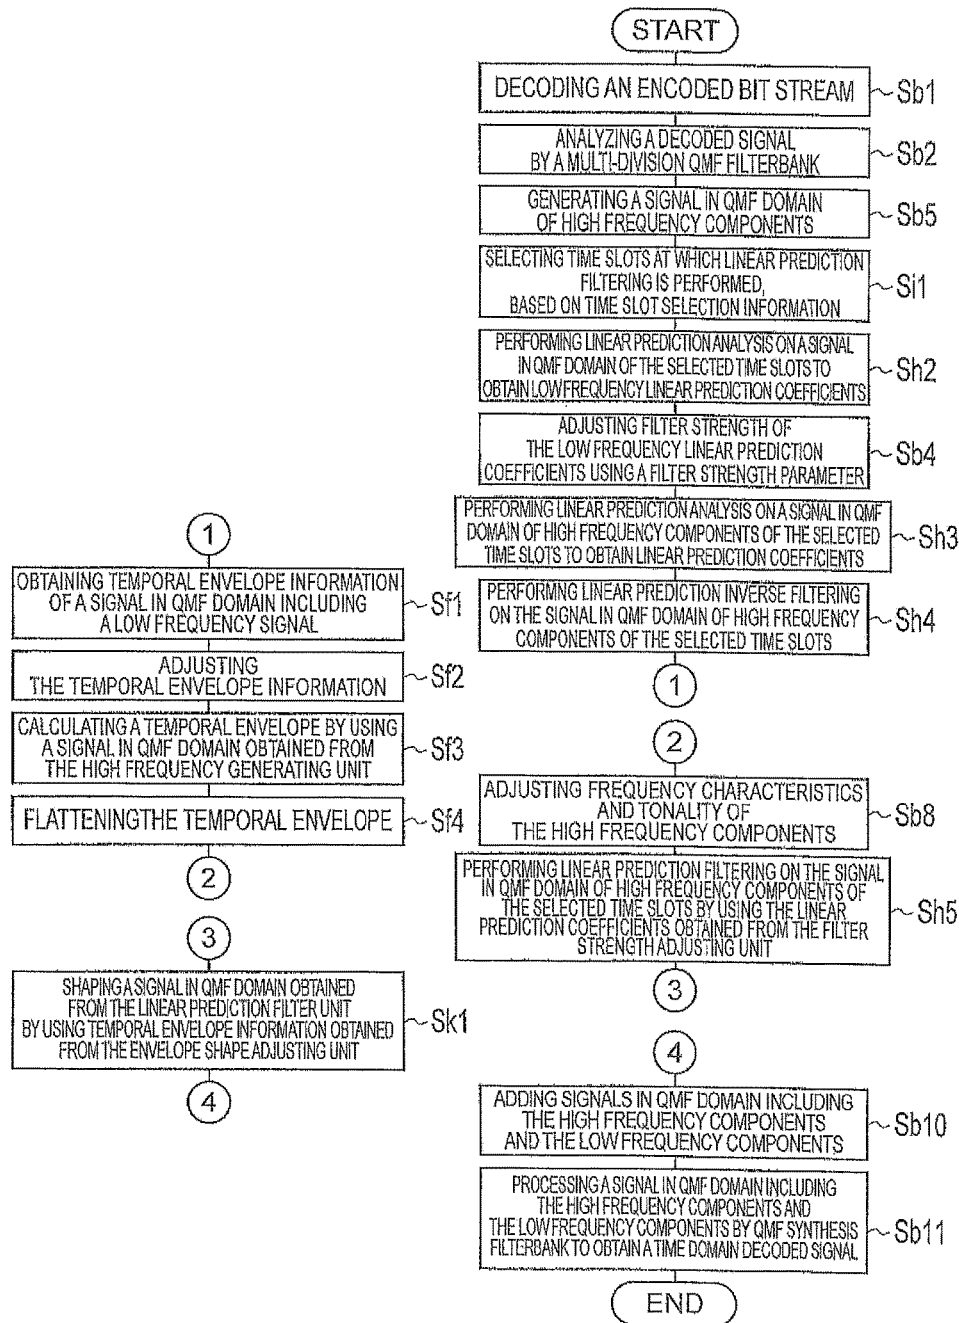 START
DECODING AN ENCODED BIT STREAM
Sb1
ANALYZING A DECODED SIGNAL
BY A MULTI-DIVISION QMF FILTERBANK
Sb2
GENERATING A SIGNAL IN QMF DOMAIN
OF HIGH FREQUENCY COMPONENTS
Sb5
SELECTING TIME SLOTS AT WHICH LINEAR PREDICTION
FILTERING IS PERFORMED,
BASED ON TIME SLOT SELECTION INFORMATION
Si1
PERFORMING LINEAR PREDICTION ANALYSIS ON A SIGNAL
IN QMF DOMAIN OF THE SELECTED TIME SLOTS TO
OBTAIN LOW FREQUENCY LINEAR PREDICTION COEFFICIENTS
Sh2
ADJUSTING FILTER STRENGTH OF
THE LOW FREQUENCY LINEAR PREDICTION
COEFFICIENTS USING A FILTER STRENGTH PARAMETER
Sb4
PERFORMING LINEAR PREDICTION ANALYSIS ON A SIGNAL IN QMF
DOMAIN OF HIGH FREQUENCY COMPONENTS OF THE SELECTED
TIME SLOTS TO OBTAIN LINEAR PREDICTION COEFFICIENTS
Sh3
PERFORMNG LINEAR PREDICTION INVERSE FILTERING
ON THE SIGNAL IN QMF DOMAIN OF HIGH FREQUENCY
COMPONENTS OF THE SELECTED TIME SLOTS
Sh4
1
1
OBTAINING TEMPORAL ENVELOPE INFORMATION
OF A SIGNAL IN QMF DOMAIN INCLUDING
A LOW FREQUENCY SIGNAL
Sf1
ADJUSTING
THE TEMPORAL ENVELOPE INFORMATION
Sf2
CALCULATING A TEMPORAL ENVELOPE BY USING
A SIGNAL IN QMF DOMAIN OBTAINED FROM
THE HIGH FREQUENCY GENERATING UNIT
Sf3
FLATTENINGTHE TEMPORAL ENVELOPE
Sf4
2
2
ADJUSTING FREQUENCY CHARACTERISTICS
AND TONALITY OF
THE HIGH FREQUENCY COMPONENTS
Sb8
PERFORMING LINEAR PREDICTION FILTERING ON THE SIGNAL
IN QMF DOMAIN OF HIGH FREQUENCY COMPONENTS OF
THE SELECTED TIME SLOTS BY USING THE LINEAR
PREDICTION COEFFICIENTS OBTAINED FROM THE FILTER
STRENGTH ADJUSTING UNIT
Sh5
3
3
SHAPING A SIGNAL IN QMF DOMAIN OBTAINED
FROM THE LINEAR PREDICTION FILTER UNIT
BY USING TEMPORAL ENVELOPE INFORMATION OBTAINED
FROM THE ENVELOPE SHAPE ADJUSTING UNIT
Sk1
4
4
ADDING SIGNALS IN QMF DOMAIN INCLUDING
THE HIGH FREQUENCY COMPONENTS
AND THE LOW FREQUENCY COMPONENTS
Sb10
PROCESSING A SIGNAL IN QMF DOMAIN INCLUDING
THE HIGH FREQUENCY COMPONENTS AND
THE LOW FREQUENCY COMPONENTS BY QMF SYNTHESIS
FILTERBANK TO OBTAIN A TIME DOMAIN DECODED SIGNAL
Sb11
END